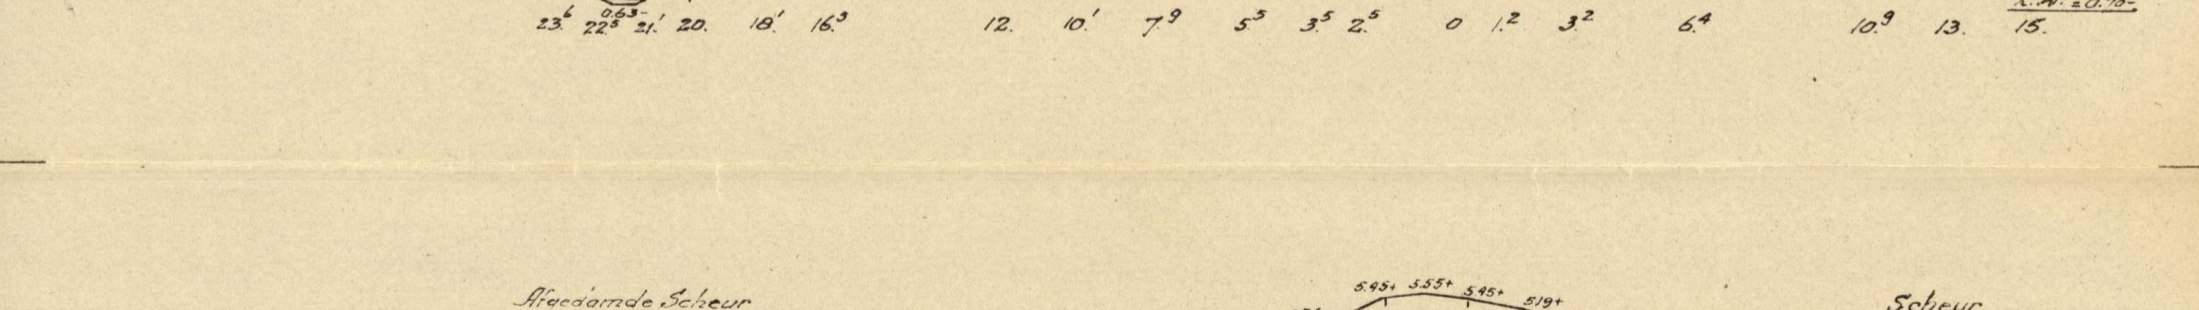 0.63-
23.6 22.5 21.1 20. 18.1 16.3 12. 10.1 7.9 5.5 3.5 2.5 0 1.2 3.2 6.4 10.9 13. 15.
5.45+ 5.55+ 5.45+ 5.19+
Afgedamde Scheur Scheur